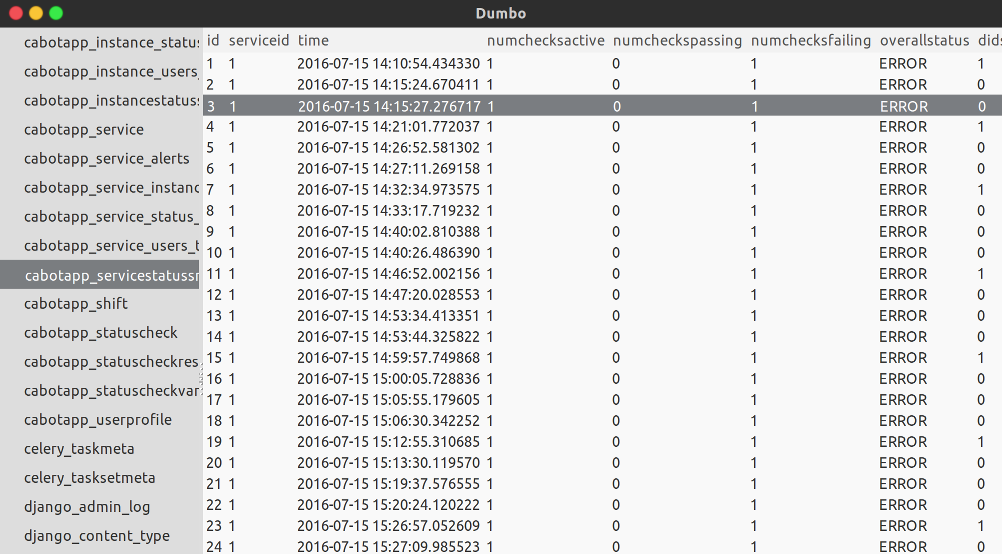 Dumbo
cabotapp_instance_statu
cabotapp_instance_users_
cabotapp_instancestatuss
cabotapp_service
cabotapp_service_alerts
cabotapp_service_instanc
cabotapp_service_status_
cabotapp_service_users_t
cabotapp_servicestatussn
cabotapp_shift
cabotapp_statuscheck
cabotapp_statuscheckres
cabotapp_statuscheckvar
cabotapp_userprofile
celery_taskmeta
celery_tasksetmeta
django_admin_log
django_content_type
id serviceid time numchecksactive numcheckspassing numchecksfailing overallstatus dids
1 1 2016-07-15 14:10:54.434330 1 0 1 ERROR 1
2 1 2016-07-15 14:15:24.670411 1 0 1 ERROR 0
3 1 2016-07-15 14:15:27.276717 1 0 1 ERROR 0
4 1 2016-07-15 14:21:01.772037 1 0 1 ERROR 1
5 1 2016-07-15 14:26:52.581302 1 0 1 ERROR 0
6 1 2016-07-15 14:27:11.269158 1 0 1 ERROR 0
7 1 2016-07-15 14:32:34.973575 1 0 1 ERROR 1
8 1 2016-07-15 14:33:17.719232 1 0 1 ERROR 0
9 1 2016-07-15 14:40:02.810388 1 0 1 ERROR 0
10 1 2016-07-15 14:40:26.486390 1 0 1 ERROR 0
11 1 2016-07-15 14:46:52.002156 1 0 1 ERROR 1
12 1 2016-07-15 14:47:20.028553 1 0 1 ERROR 0
13 1 2016-07-15 14:53:34.413351 1 0 1 ERROR 0
14 1 2016-07-15 14:53:44.325822 1 0 1 ERROR 0
15 1 2016-07-15 14:59:57.749868 1 0 1 ERROR 1
16 1 2016-07-15 15:00:05.728836 1 0 1 ERROR 0
17 1 2016-07-15 15:05:55.179605 1 0 1 ERROR 0
18 1 2016-07-15 15:06:30.342252 1 0 1 ERROR 0
19 1 2016-07-15 15:12:55.310685 1 0 1 ERROR 1
20 1 2016-07-15 15:13:30.119570 1 0 1 ERROR 0
21 1 2016-07-15 15:19:37.576555 1 0 1 ERROR 0
22 1 2016-07-15 15:20:24.120222 1 0 1 ERROR 0
23 1 2016-07-15 15:26:57.052609 1 0 1 ERROR 1
24 1 2016-07-15 15:27:09.985523 1 0 1 ERROR 0